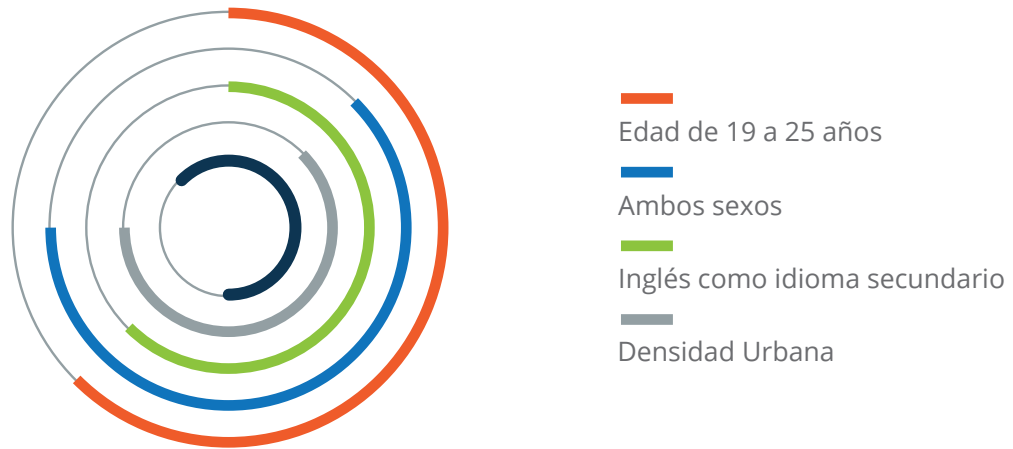 Edad de 19 a 25 años
Ambos sexos
Inglés como idioma secundario
Densidad Urbana